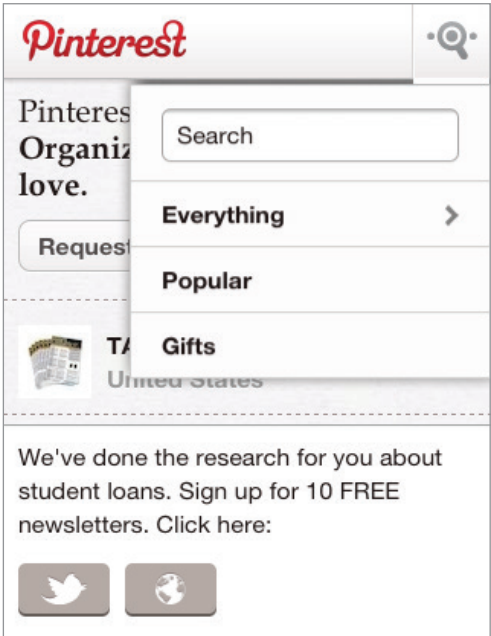 Pinterest
Pinteres
Organiz
love.
Search
Everything
Request
Popular
TA
Gifts
United States
We've done the research for you about
student loans. Sign up for 10 FREE
newsletters. Click here: